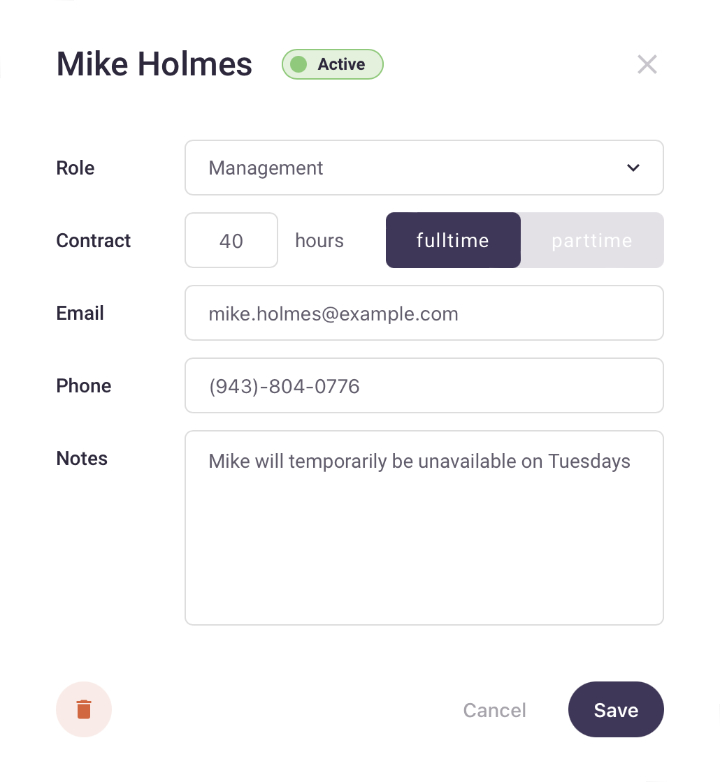 Mike Holmes Active
Role Management
Contract 40 hours fulltime parttime
Email mike.holmes@example.com
Phone (943)-804-0776
Notes Mike will temporarily be unavailable on Tuesdays
Cancel Save